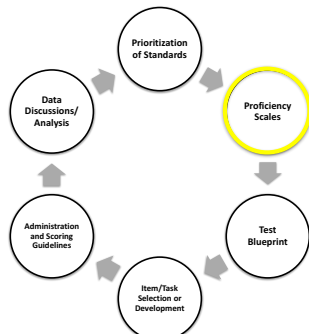 Prioritization
of Standards
Proficiency
Scales
Test
Blueprint
Item/Task
Selection or
Development
Administration
and Scoring
Guidelines
Data
Discussions/
Analysis